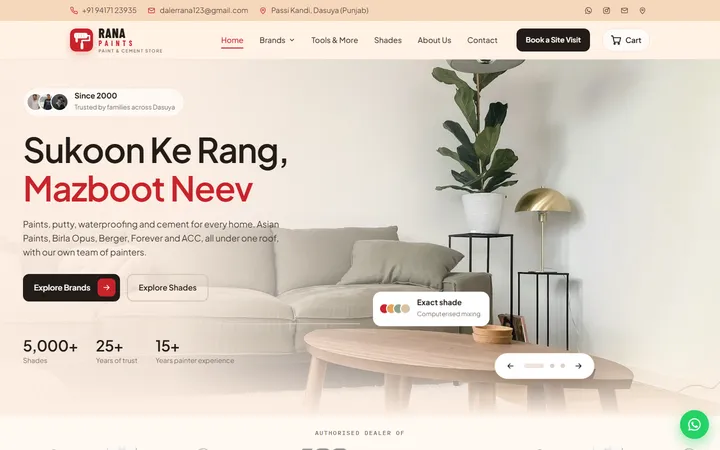 +91 94171 23935
dalerrana123@gmail.com
Passi Kandi, Dasuya (Punjab)
RANA
PAINTS
PAINT & CEMENT STORE
Home
Brands
Tools & More
Shades
About Us
Contact
Book a Site Visit
Cart
Since 2000
Trusted by families across Dasuya
Sukoon Ke Rang,
Mazboot Neev
Paints, putty, waterproofing and cement for every home. Asian
Paints, Birla Opus, Berger, Forever and ACC, all under one roof,
with our own team of painters.
Explore Brands
Explore Shades
Exact shade
Computerised mixing
5,000+
Shades
25+
Years of trust
15+
Years painter experience
AUTHORISED DEALER OF